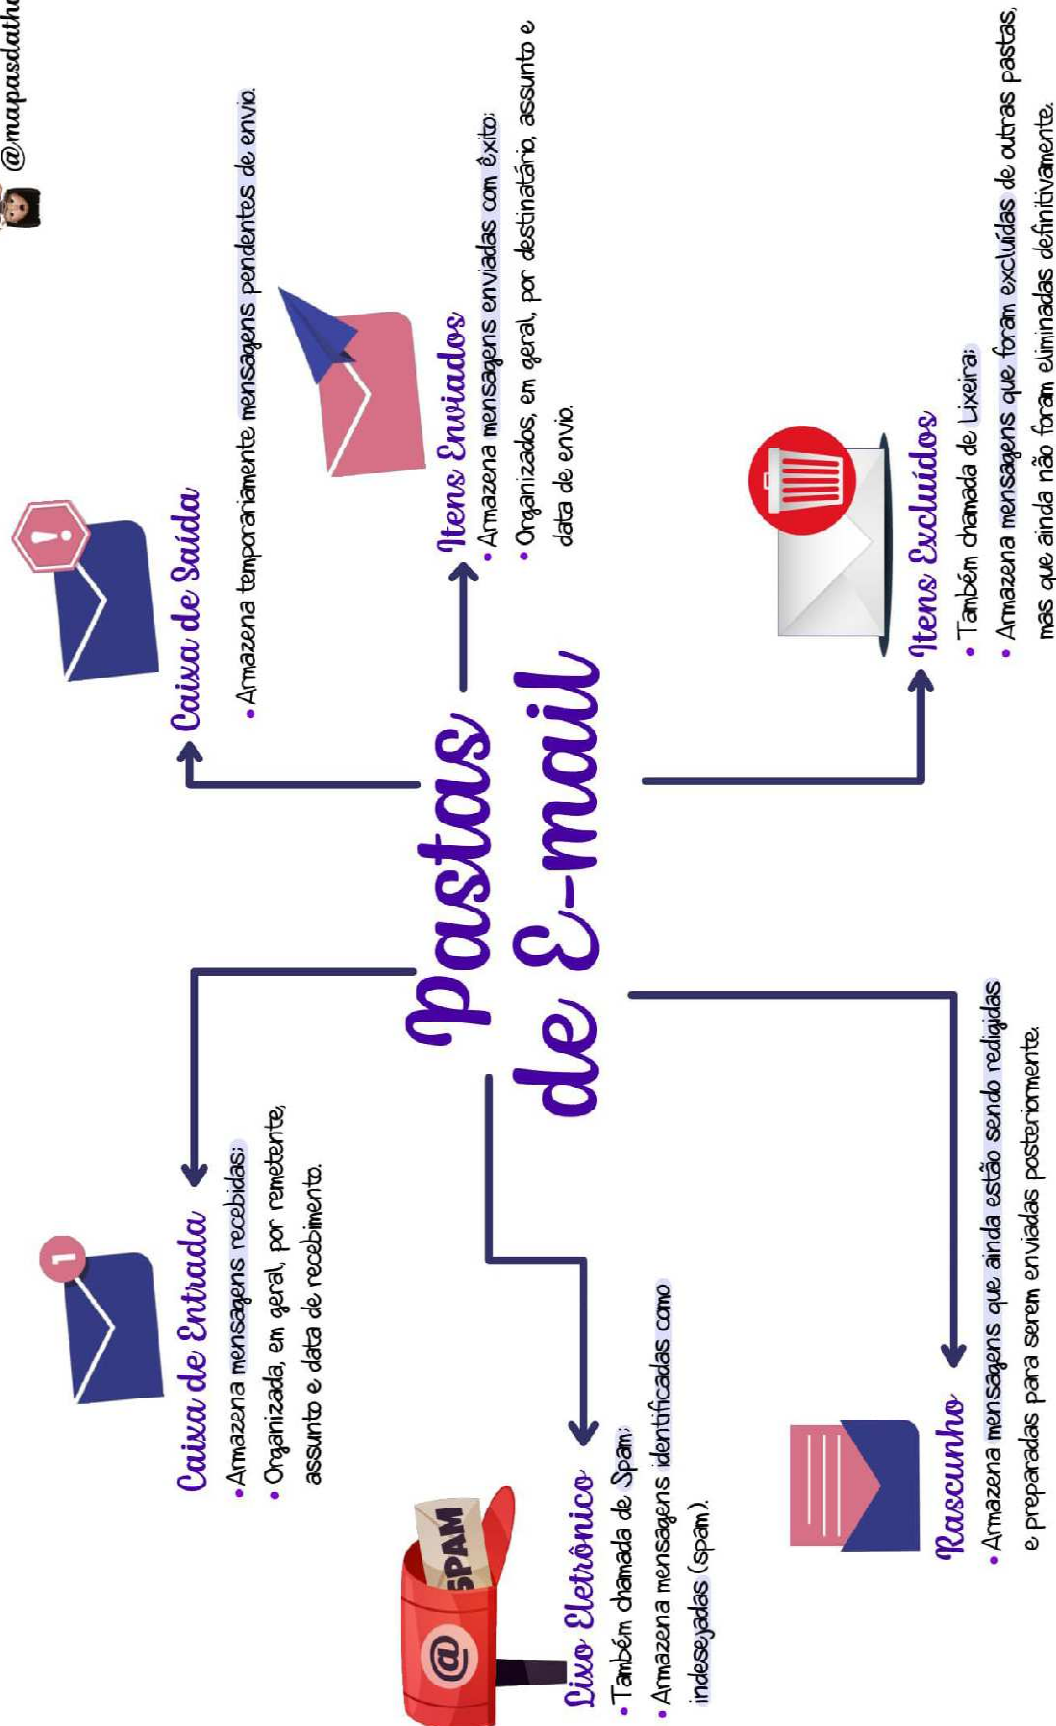 @mapasdathe
Caixa de Entrada
• Armazena mensagens recebidas;
• Organizada, em geral, por remetente,
assunto e data de recebimento.
1
Caixa de Saída
• Armazena temporariamente mensagens pendentes de envio.
!
Pastas
de E-mail
Itens Enviados
• Armazena mensagens enviadas com êxito;
• Organizados, em geral, por destinatário, assunto e
data de envio.
SPAM
@
Lixo Eletrônico
• Também chamada de Spam;
• Armazena mensagens identificadas como
indesejadas (spam).
Rascunho
• Armazena mensagens que ainda estão sendo redigidas
e preparadas para serem enviadas posteriormente.
Itens Excluídos
• Também chamada de Lixeira;
• Armazena mensagens que foram excluídas de outras pastas,
mas que ainda não foram eliminadas definitivamente.